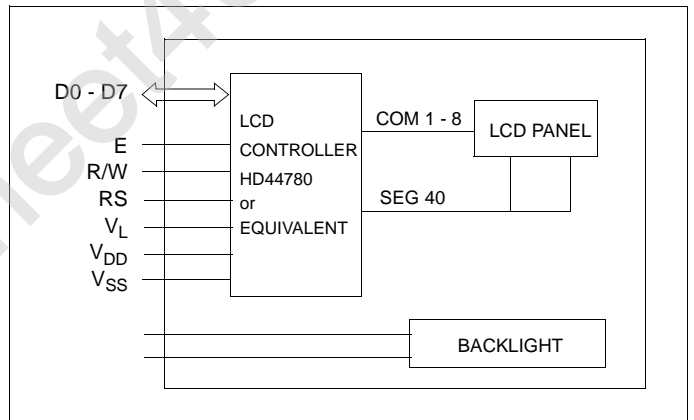 D0 - D7
E
R/W
RS
VL
VDD
VSS
LCD
CONTROLLER
HD44780
or
EQUIVALENT
COM 1 - 8
SEG 40
LCD PANEL
BACKLIGHT